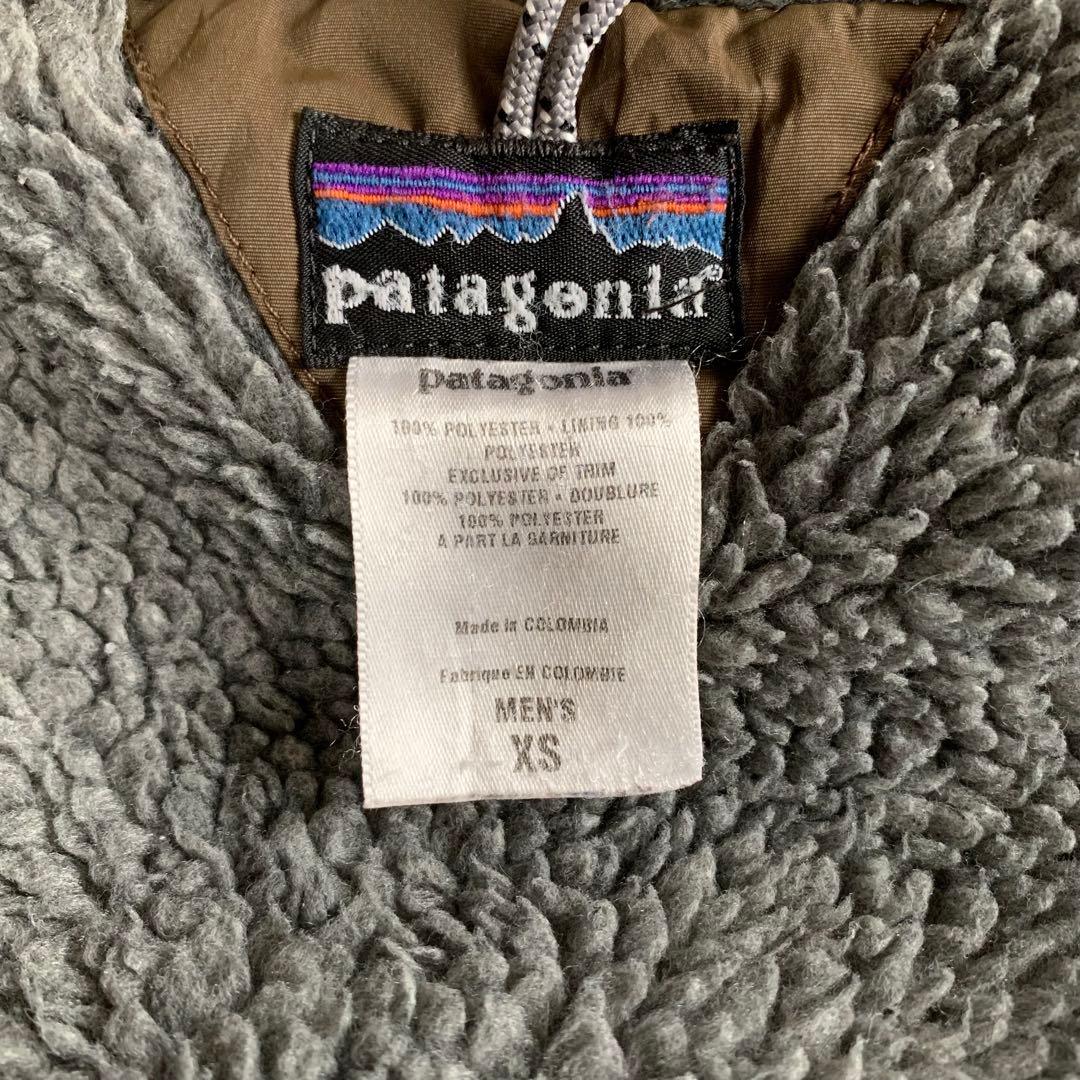 patagonia®
patagonia®
100% POLYESTER • LINING 100%
POLYESTER
EXCLUSIVE OF TRIM
100% POLYESTER • DOUBLURE
100% POLYESTER
A PART LA GARNITURE
Made in COLOMBIA
Fabrique EN COLOMBIE
MEN'S
XS